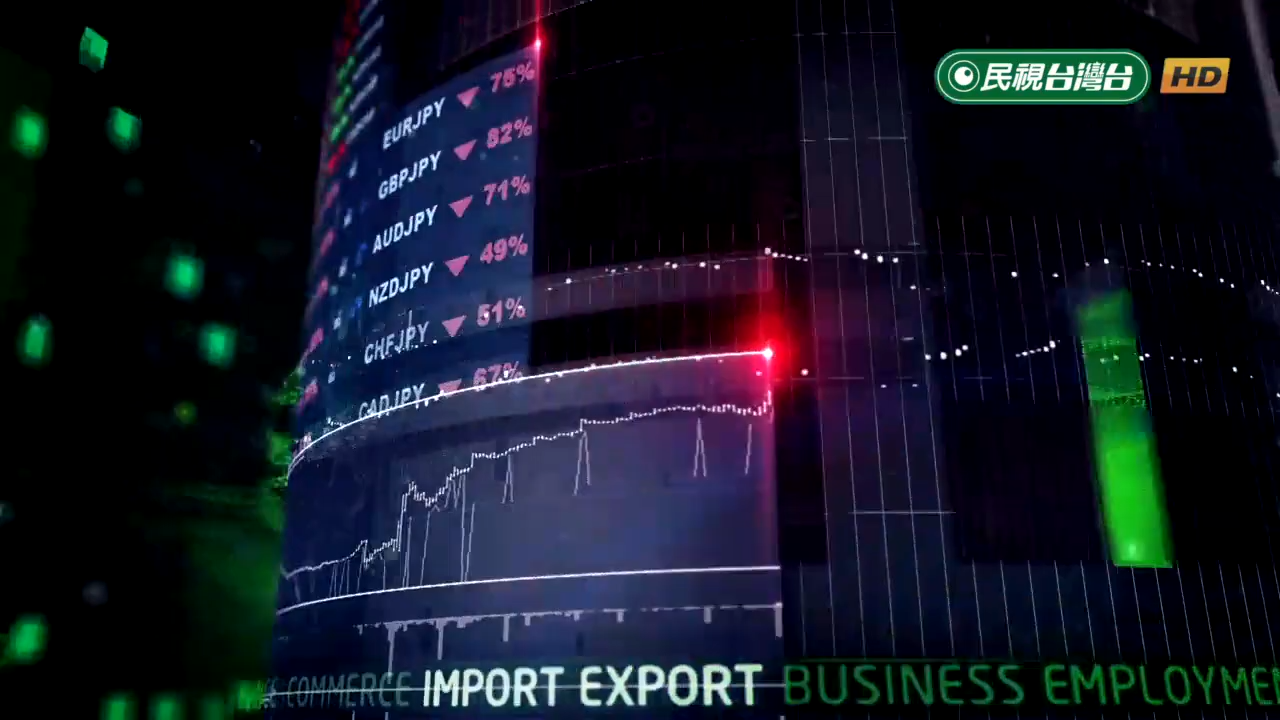 民視台灣台 HD
EURJPY ▼ 75%
GBPJPY ▼ 82%
AUDJPY ▼ 71%
NZDJPY ▼ 49%
CHFJPY ▼ 51%
CADJPY ▼ 67%
COMMERCE IMPORT EXPORT BUSINESS EMPLOYME